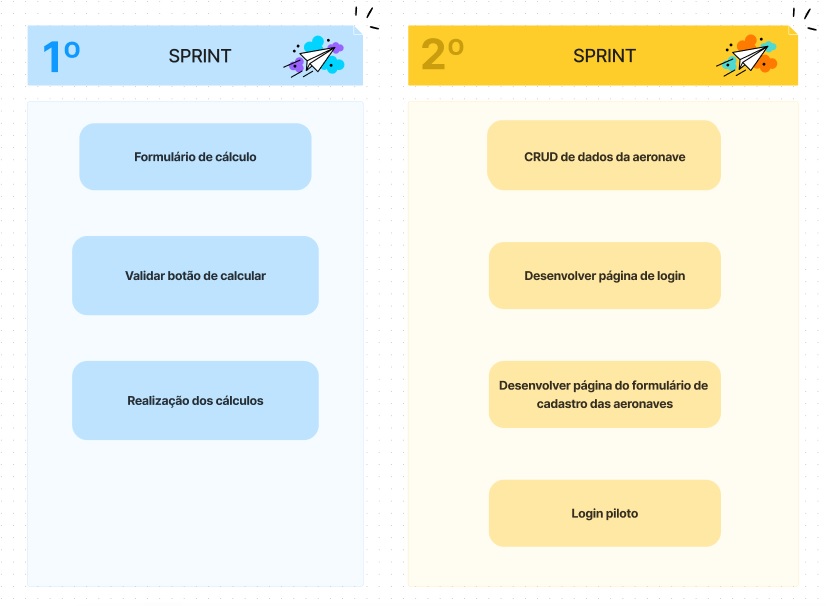 1º
SPRINT
Formulário de cálculo
Validar botão de calcular
Realização dos cálculos
2º
SPRINT
CRUD de dados da aeronave
Desenvolver página de login
Desenvolver página do formulário de
cadastro das aeronaves
Login piloto